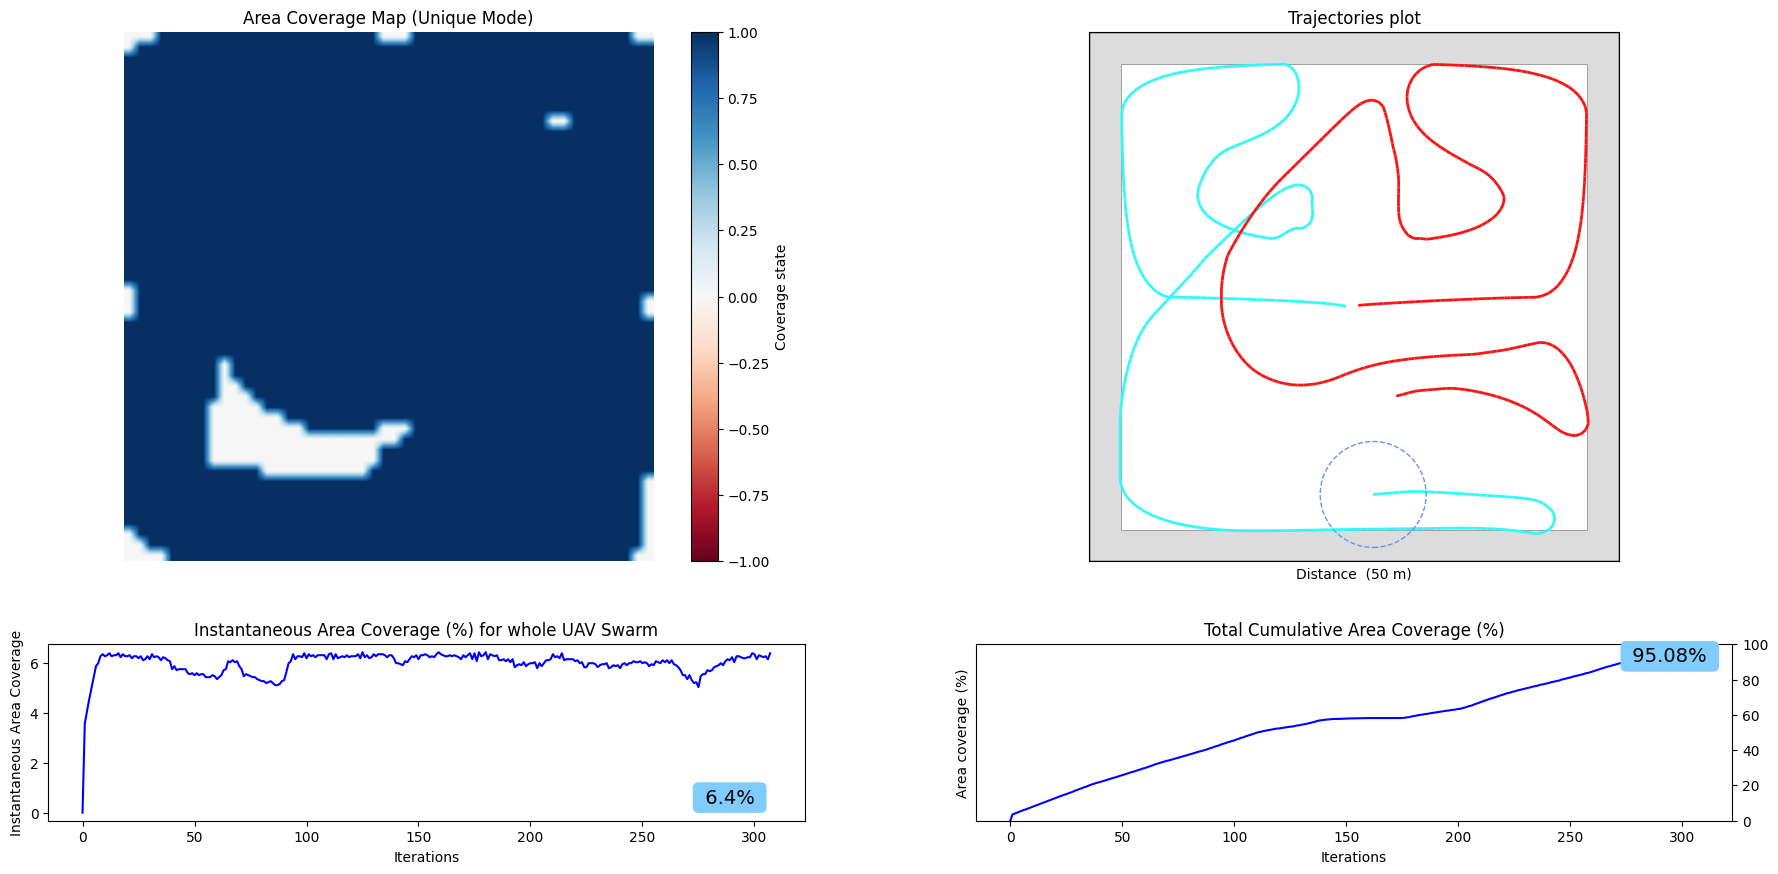 Area Coverage Map (Unique Mode)
1.00
0.75
0.50
0.25
0.00
−0.25
−0.50
−0.75
−1.00
Coverage state
Trajectories plot
Distance  (50 m)
Instantaneous Area Coverage (%) for whole UAV Swarm
Instantaneous Area Coverage
6
4
2
0
6.4%
0 50 100 150 200 250 300
Iterations
Total Cumulative Area Coverage (%)
Area coverage (%)
95.08%
100
80
60
40
20
0
0 50 100 150 200 250 300
Iterations